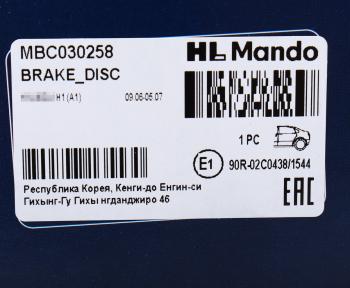 MBC030258
HL Mando
BRAKE_DISC
H1(A1) 09.06-05.07
1 PC
E1 90R-02C0438/1544
EAC
Республика Корея, Кенги-до Енгин-си
Гихынг-Гу Гихы нгданджиро 46